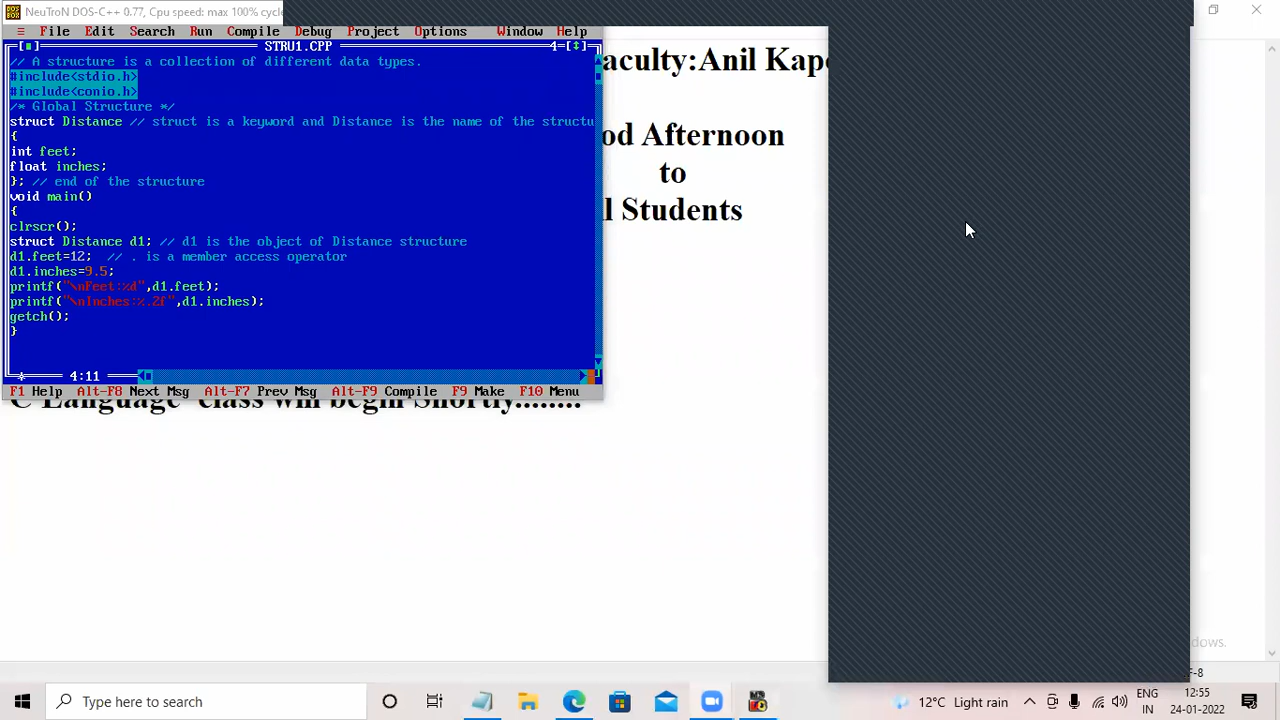 NeuTroN DOS-C++ 0.77, Cpu speed: max 100% cycle
≡ File Edit Search Run Compile Debug Project Options Window Help
STRU1.CPP 4
// A structure is a collection of different data types.
#include<stdio.h>
#include<conio.h>
/* Global Structure */
struct Distance // struct is a keyword and Distance is the name of the structu
{
int feet;
float inches;
}; // end of the structure
void main()
{
clrscr();
struct Distance d1; // d1 is the object of Distance structure
d1.feet=12; // . is a member access operator
d1.inches=9.5;
printf("\nFeet:%d",d1.feet);
printf("\nInches:%.2f",d1.inches);
getch();
}
4:11
F1 Help Alt-F8 Next Msg Alt-F7 Prev Msg Alt-F9 Compile F9 Make F10 Menu
aculty:Anil Kap
od Afternoon
to
l Students
C Language class will begin Shortly........
dows.
F-8
Type here to search
12°C Light rain
ENG
IN
12:55
24-01-2022